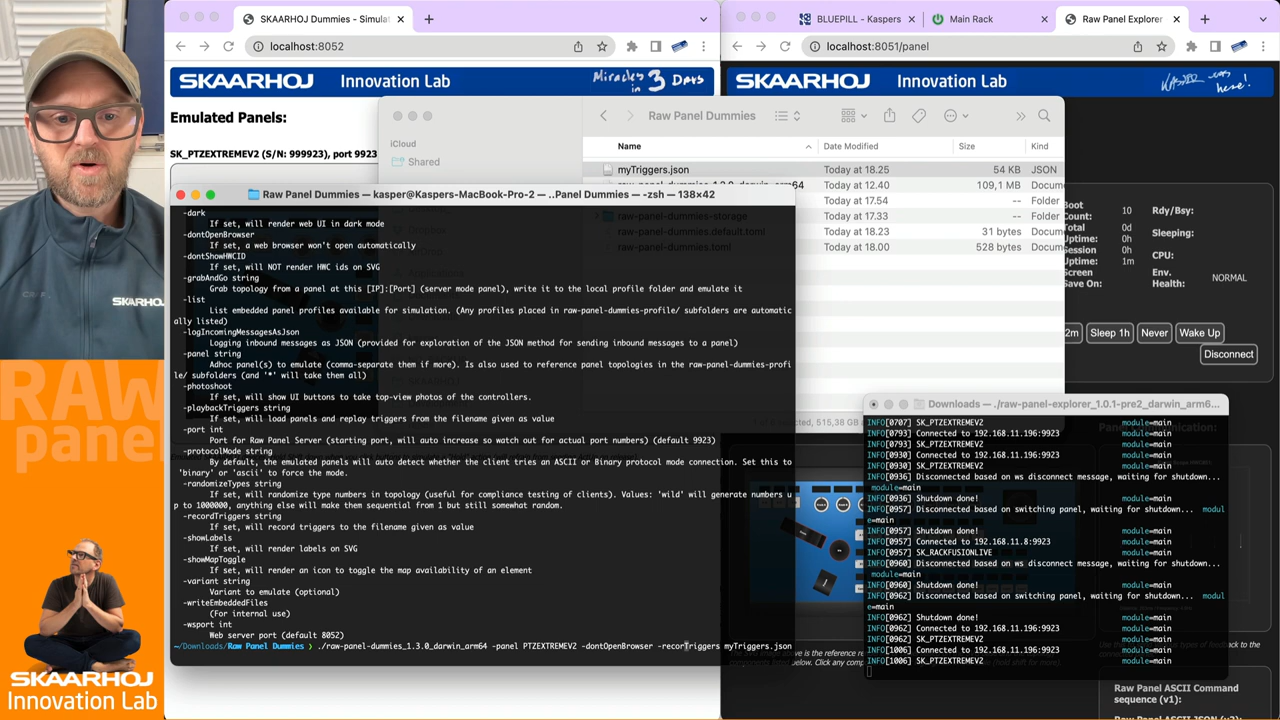 SKAARHOJ Dummies - Simulat
BLUEPILL - Kaspers
Main Rack
Raw Panel Explorer
localhost:8052
localhost:8051/panel
SKAARHOJ Innovation Lab
Miracles in 3 Days
SKAARHOJ Innovation Lab
KASPER was here!
Emulated Panels:
SK_PTZEXTREMEV2 (S/N: 999923), port 9923
iCloud
Shared
Raw Panel Dummies
Name
Date Modified
Size
Kind
myTriggers.json
Today at 18.25
54 KB
JSON
Today at 12.40
109,1 MB
Docum
Today at 17.54
--
Folder
raw-panel-dummies-storage
Today at 17.33
--
Folder
raw-panel-dummies.default.toml
Today at 18.23
31 bytes
Docum
raw-panel-dummies.toml
Today at 18.00
528 bytes
Docum
Raw Panel Dummies — kasper@Kaspers-MacBook-Pro-2 — ..Panel Dummies — -zsh — 138×42
-dark
If set, will render web UI in dark mode
-dontOpenBrowser
If set, a web browser won't open automatically
-dontShowHWCID
If set, will NOT render HWC ids on SVG
-grabAndGo string
Grab topology from a panel at this [IP]:[Port] (server mode panel), write it to the local profile folder and emulate it
-list
List embedded panel profiles available for simulation. (Any profiles placed in raw-panel-dummies-profile/ subfolders are automatic
ally listed)
-logIncomingMessagesAsJson
Logging inbound messages as JSON (provided for exploration of the JSON method for sending inbound messages to a panel)
-panel string
Adhoc panel(s) to emulate (comma-separate them if more). Is also used to reference panel topologies in the raw-panel-dummies-profi
le/ subfolders (and '*' will take them all)
-photoshoot
If set, will show UI buttons to take top-view photos of the controllers.
-playbackTriggers string
If set, will load panels and replay triggers from the filename given as value
-port int
Port for Raw Panel Server (starting port, will auto increase so watch out for actual port numbers) (default 9923)
-protocolMode string
By default, the emulated panels will auto detect whether the client tries an ASCII or Binary protocol mode connection. Set this to
'binary' or 'ascii' to force the mode.
-randomizeTypes string
If set, will randomize type numbers in topology (useful for compliance testing of clients). Values: 'wild' will generate numbers u
p to 1000000, anything else will make them sequential from 1 but still somewhat random.
-recordTriggers string
If set, will record triggers to the filename given as value
-showLabels
If set, will render labels on SVG
-showMapToggle
If set, will render an icon to toggle the map availability of an element
-variant string
Variant to emulate (optional)
-writeEmbeddedFiles
(For internal use)
-wsport int
Web server port (default 8052)
~/Downloads/Raw Panel Dummies ❯ ./raw-panel-dummies_1.3.0_darwin_arm64 -panel PTZEXTREMEV2 -dontOpenBrowser -recordTriggers myTriggers.json
Boot Count:
10
Rdy/Bsy:
Total Uptime:
0d
0h
Sleeping:
Session Uptime:
0h
1m
CPU:
Screen Save On:
Env. Health:
NORMAL
2m
Sleep 1h
Never
Wake Up
Disconnect
Downloads — ./raw-panel-explorer_1.0.1-pre2_darwin_arm6...
INFO[0707] SK_PTZEXTREMEV2 module=main
INFO[0793] Connected to 192.168.11.196:9923 module=main
INFO[0793] SK_PTZEXTREMEV2 module=main
INFO[0930] Connected to 192.168.11.196:9923 module=main
INFO[0930] SK_PTZEXTREMEV2 module=main
INFO[0936] Disconnected based on ws disconnect message, waiting for shutdown...
module=main
INFO[0936] Shutdown done! module=main
INFO[0957] Disconnected based on switching panel, waiting for shutdown... modul
e=main
INFO[0957] Shutdown done! module=main
INFO[0957] Connected to 192.168.11.8:9923 module=main
INFO[0957] SK_RACKFUSIONLIVE module=main
INFO[0960] Disconnected based on ws disconnect message, waiting for shutdown...
module=main
INFO[0960] Shutdown done! module=main
INFO[0962] Disconnected based on switching panel, waiting for shutdown... modul
e=main
INFO[0962] Shutdown done! module=main
INFO[0962] Connected to 192.168.11.196:9923 module=main
INFO[0962] SK_PTZEXTREMEV2 module=main
INFO[1006] Connected to 192.168.11.196:9923 module=main
INFO[1006] SK_PTZEXTREMEV2 module=main
Raw Panel ASCII Command
sequence (v1):
SKAARHOJ
RAW
panel
SKAARHOJ
Innovation Lab